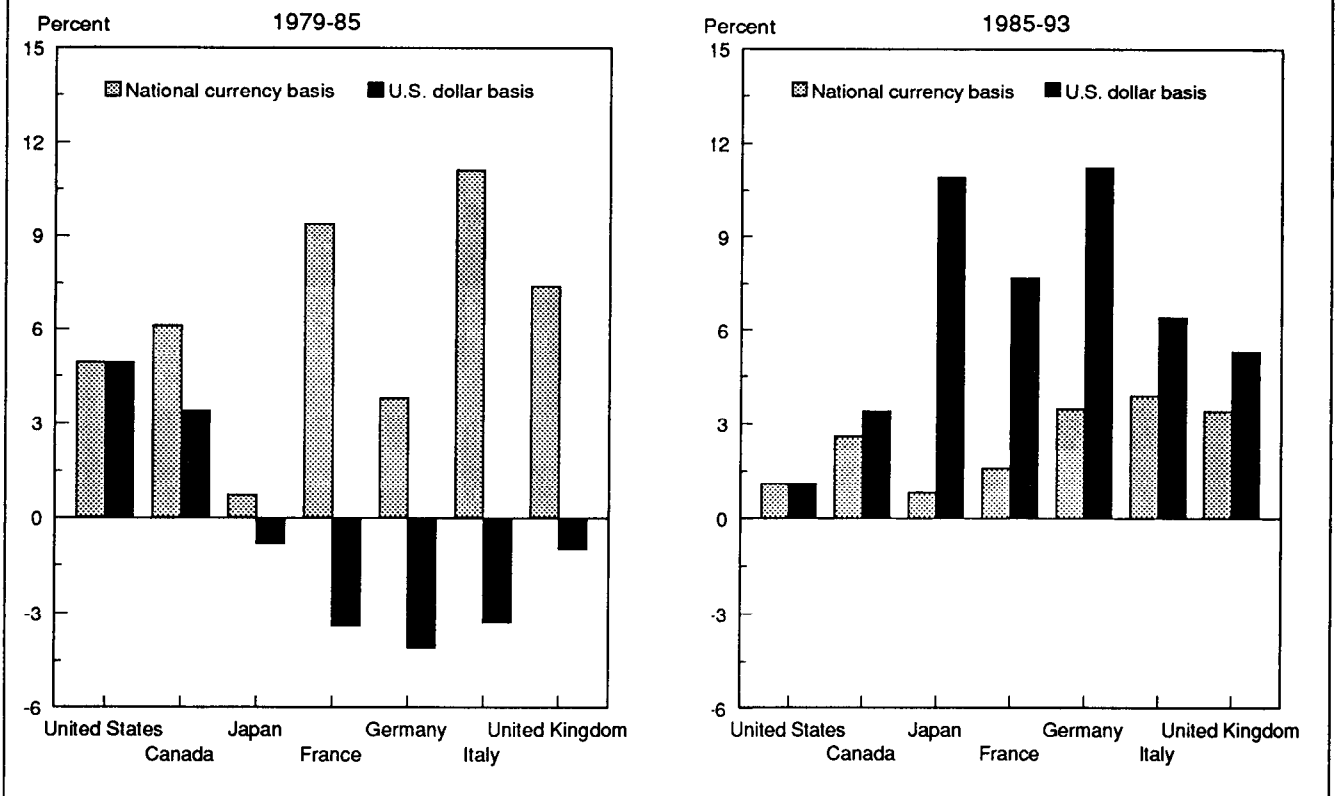 Percent
1979-85
15
National currency basis
U.S. dollar basis
12
9
6
3
0
-3
-6
United States
Japan
Germany
United Kingdom
Canada
France
Italy
Percent
1985-93
15
National currency basis
U.S. dollar basis
12
9
6
3
0
-3
-6
United States
Japan
Germany
United Kingdom
Canada
France
Italy